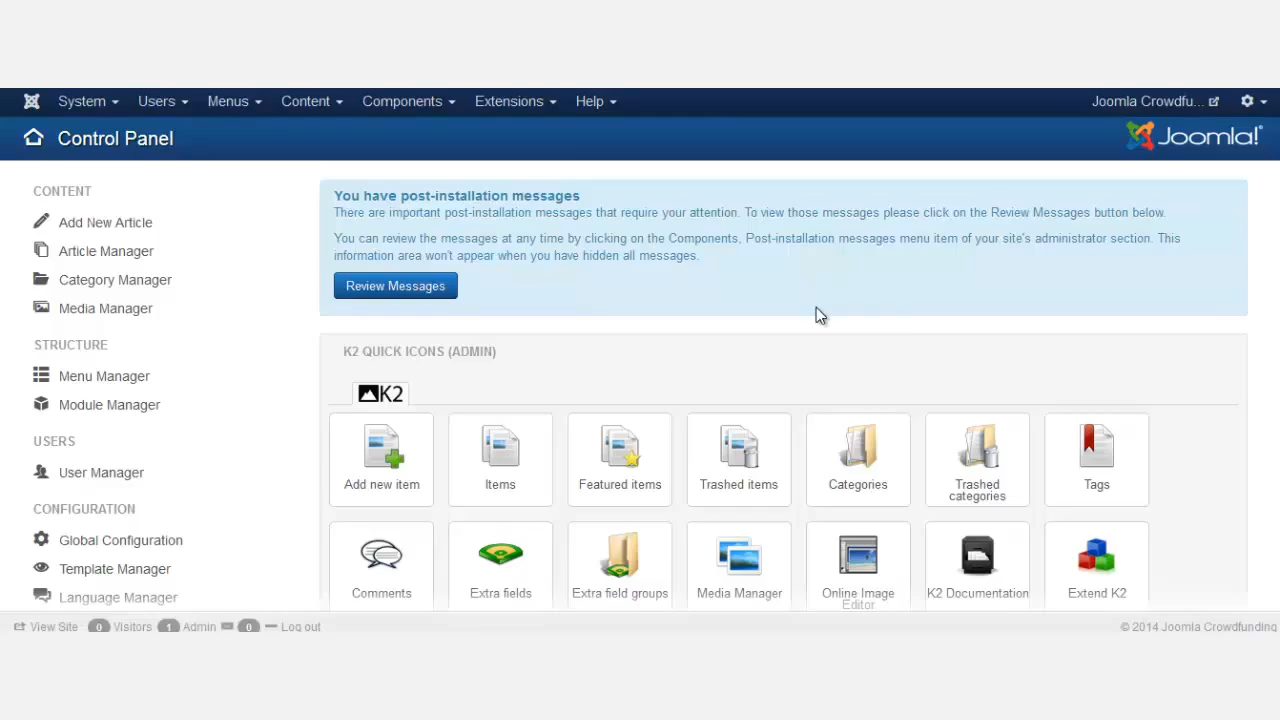 System Users Menus Content Components Extensions Help Joomla Crowdfu...
Control Panel
Joomla!®
CONTENT
Add New Article
Article Manager
Category Manager
Media Manager
STRUCTURE
Menu Manager
Module Manager
USERS
User Manager
CONFIGURATION
Global Configuration
Template Manager
Language Manager
You have post-installation messages
There are important post-installation messages that require your attention. To view those messages please click on the Review Messages button below.
You can review the messages at any time by clicking on the Components, Post-installation messages menu item of your site's administrator section. This
information area won't appear when you have hidden all messages.
Review Messages
K2 QUICK ICONS (ADMIN)
K2
Add new item Items Featured items Trashed items Categories Trashed categories Tags
Comments Extra fields Extra field groups Media Manager Online Image Editor K2 Documentation Extend K2
View Site 0 Visitors 1 Admin 0 Log out © 2014 Joomla Crowdfunding